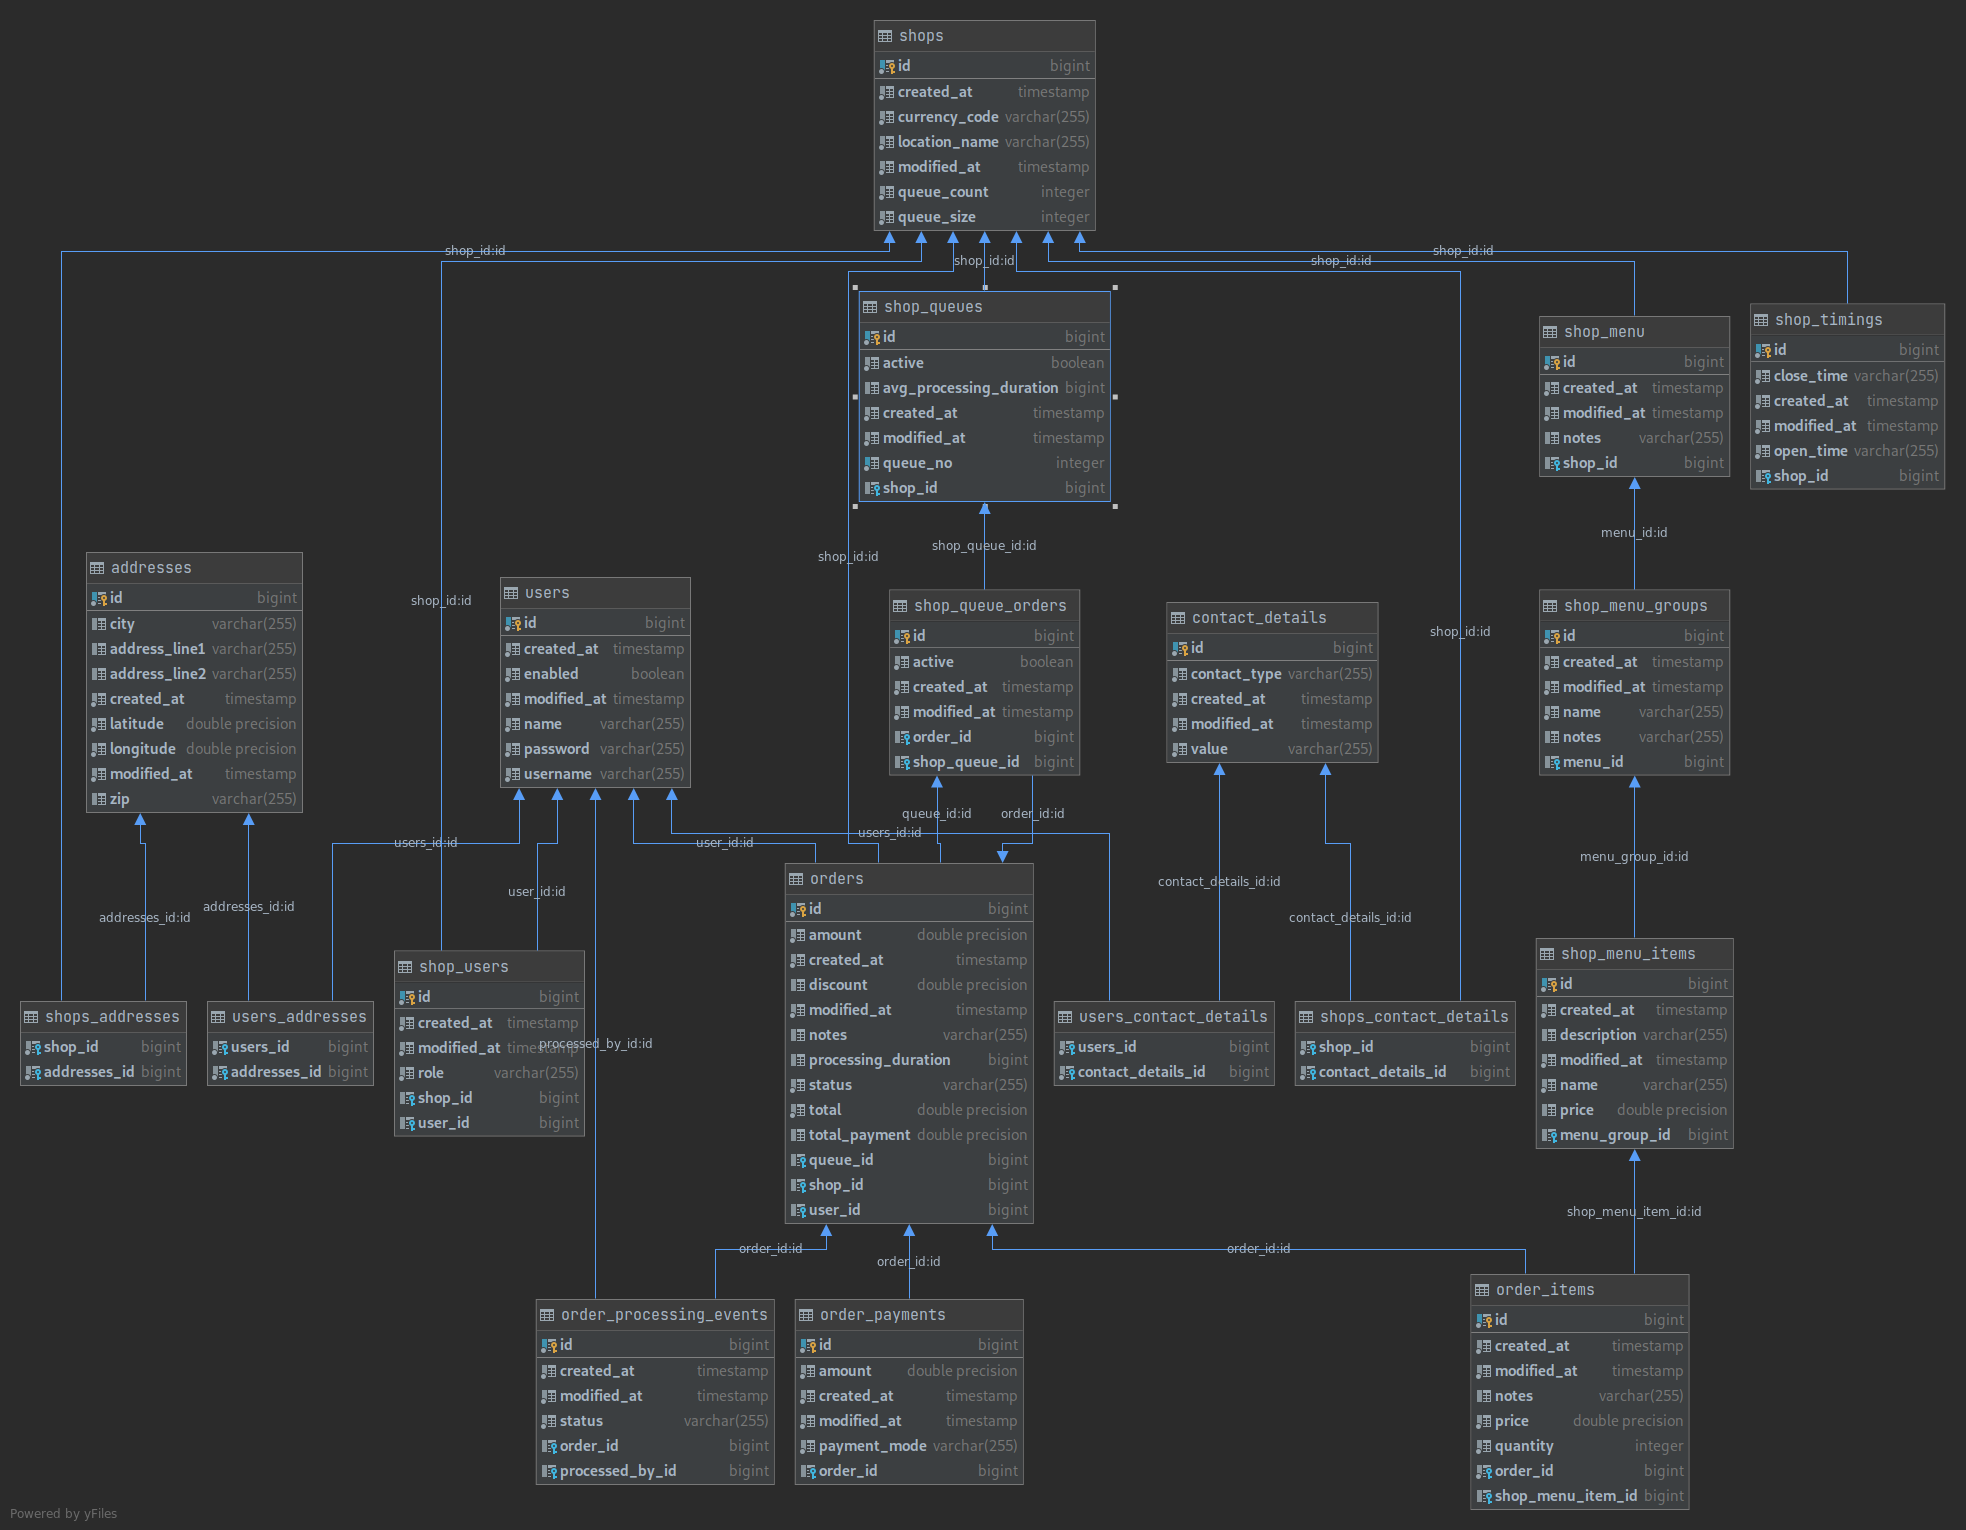 shops
id bigint
created_at timestamp
currency_code varchar(255)
location_name varchar(255)
modified_at timestamp
queue_count integer
queue_size integer
shop_id:id
shop_id:id
shop_id:id
shop_id:id
shop_queues
id bigint
active boolean
avg_processing_duration bigint
created_at timestamp
modified_at timestamp
queue_no integer
shop_id bigint
shop_menu
id bigint
created_at timestamp
modified_at timestamp
notes varchar(255)
shop_id bigint
shop_timings
id bigint
close_time varchar(255)
created_at timestamp
modified_at timestamp
open_time varchar(255)
shop_id bigint
menu_id:id
shop_queue_id:id
shop_id:id
shop_id:id
shop_id:id
addresses
id bigint
city varchar(255)
address_line1 varchar(255)
address_line2 varchar(255)
created_at timestamp
latitude double precision
longitude double precision
modified_at timestamp
zip varchar(255)
users
id bigint
created_at timestamp
enabled boolean
modified_at timestamp
name varchar(255)
password varchar(255)
username varchar(255)
shop_queue_orders
id bigint
active boolean
created_at timestamp
modified_at timestamp
order_id bigint
shop_queue_id bigint
contact_details
id bigint
contact_type varchar(255)
created_at timestamp
modified_at timestamp
value varchar(255)
shop_menu_groups
id bigint
created_at timestamp
modified_at timestamp
name varchar(255)
notes varchar(255)
menu_id bigint
queue_id:id
order_id:id
users_id:id
users_id:id
user_id:id
menu_group_id:id
contact_details_id:id
user_id:id
addresses_id:id
addresses_id:id
contact_details_id:id
orders
id bigint
amount double precision
created_at timestamp
discount double precision
modified_at timestamp
notes varchar(255)
processing_duration bigint
status varchar(255)
total double precision
total_payment double precision
queue_id bigint
shop_id bigint
user_id bigint
shops_addresses
shop_id bigint
addresses_id bigint
users_addresses
users_id bigint
addresses_id bigint
shop_users
id bigint
created_at timestamp
modified_at timestamp
role varchar(255)
shop_id bigint
user_id bigint
processed_by_id:id
users_contact_details
users_id bigint
contact_details_id bigint
shops_contact_details
shop_id bigint
contact_details_id bigint
shop_menu_items
id bigint
created_at timestamp
description varchar(255)
modified_at timestamp
name varchar(255)
price double precision
menu_group_id bigint
shop_menu_item_id:id
order_id:id
order_id:id
order_id:id
order_processing_events
id bigint
created_at timestamp
modified_at timestamp
status varchar(255)
order_id bigint
processed_by_id bigint
order_payments
id bigint
amount double precision
created_at timestamp
modified_at timestamp
payment_mode varchar(255)
order_id bigint
order_items
id bigint
created_at timestamp
modified_at timestamp
notes varchar(255)
price double precision
quantity integer
order_id bigint
shop_menu_item_id bigint
Powered by yFiles